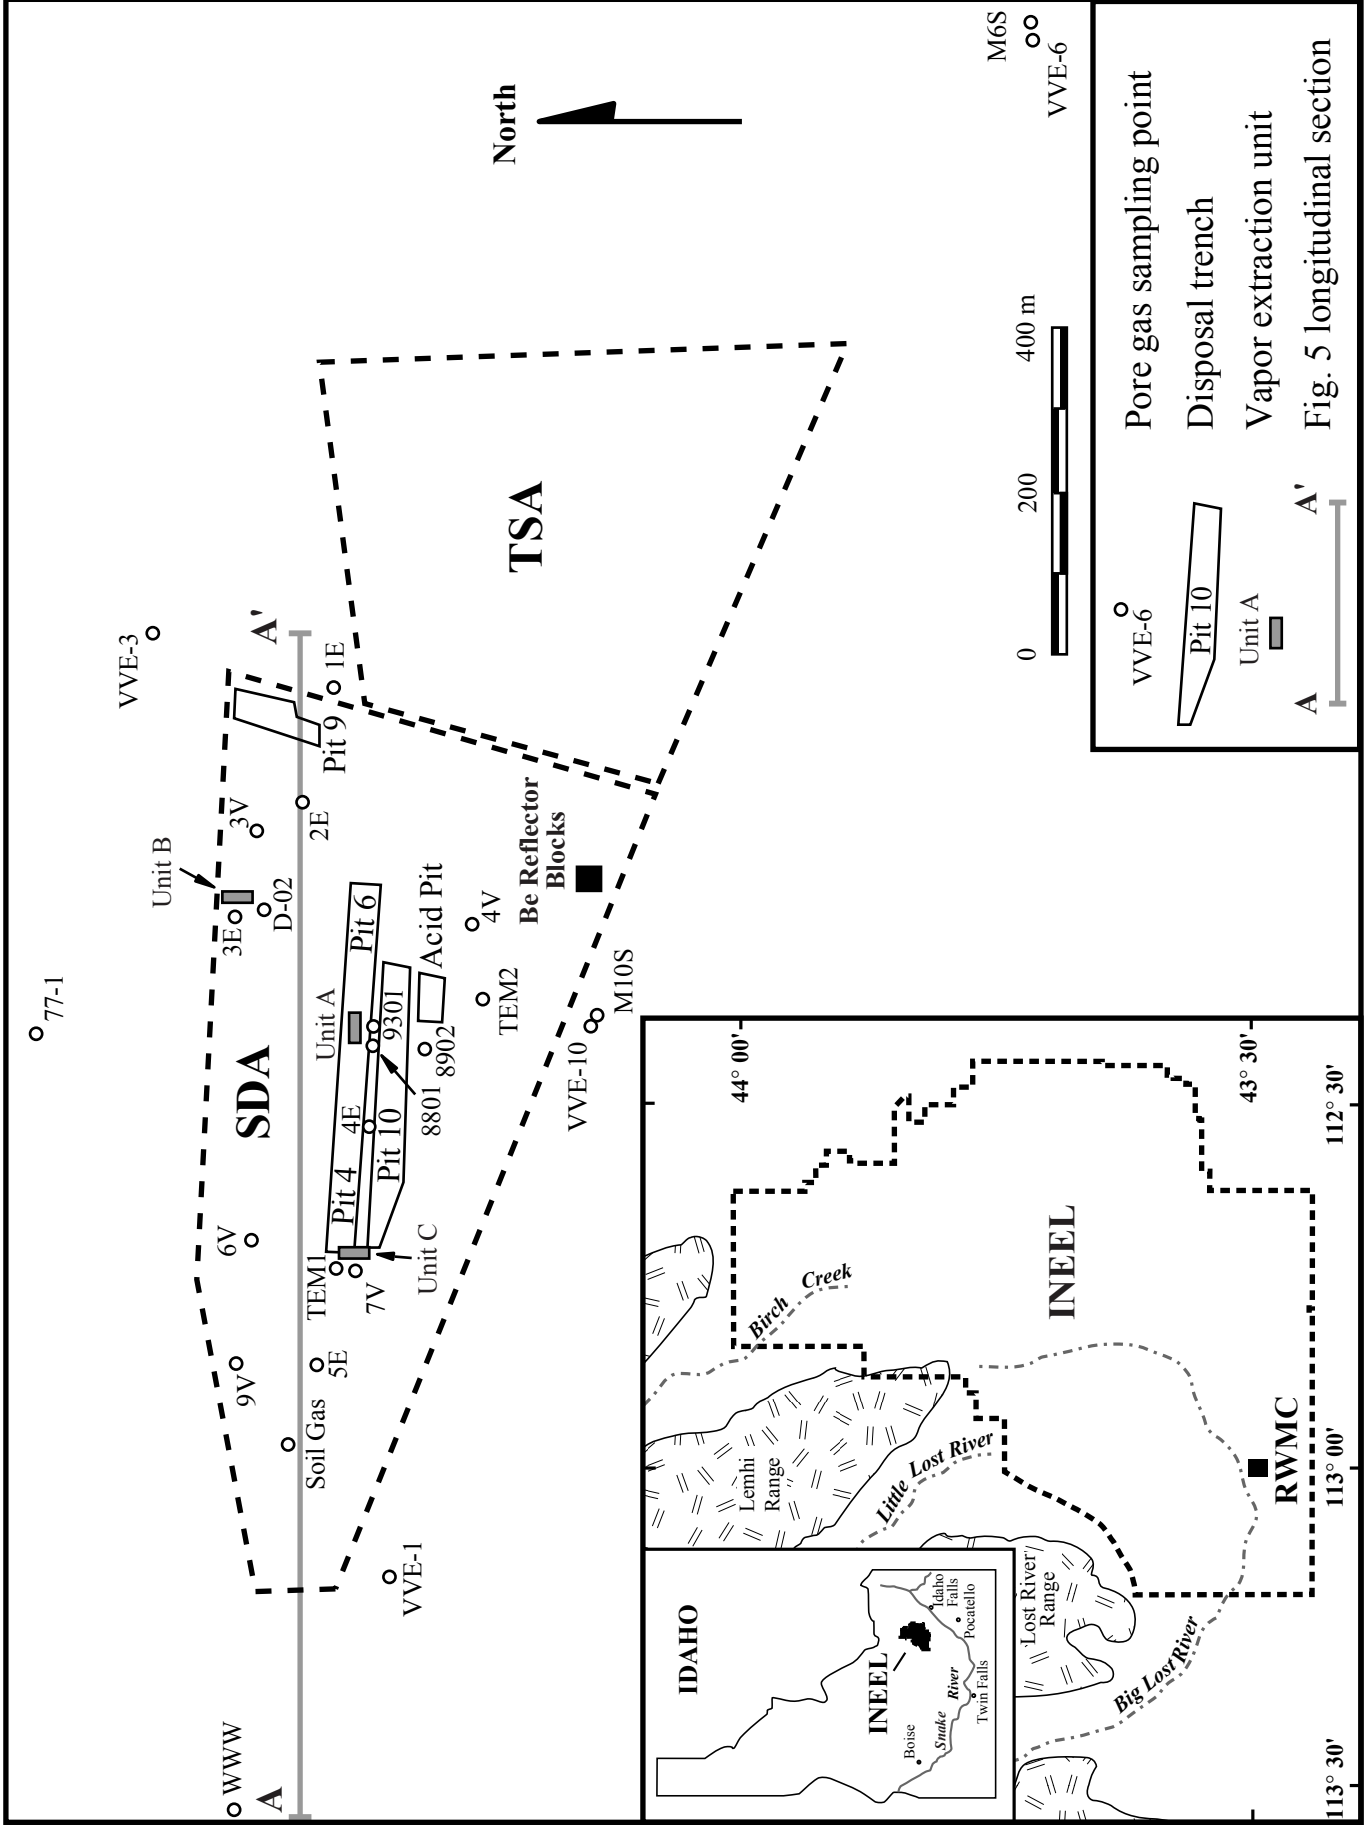 77-1
VVE-3
M6S
VVE-6
North
WWW
A
9V
6V
SDA
Unit B
3E
D-02
3V
2E
A'
1E
Pit 9
Soil Gas
5E
TEM1
7V
Unit C
Pit 4
4E
Unit A
Pit 6
Pit 10
8801
9301
8902
Acid Pit
TSA
VVE-1
TEM2
4V
Be Reflector
Blocks
VVE-10
M10S
0
200
400 m
IDAHO
INEEL
Boise
Snake
River
Twin Falls
Pocatello
Idaho
Falls
Lemhi
Range
Birch
Creek
Little Lost River
Lost River
Range
Big Lost River
INEEL
RWMC
44° 00'
43° 30'
113° 30'
113° 00'
112° 30'
VVE-6
Pore gas sampling point
Pit 10
Disposal trench
Unit A
Vapor extraction unit
A
A'
Fig. 5 longitudinal section